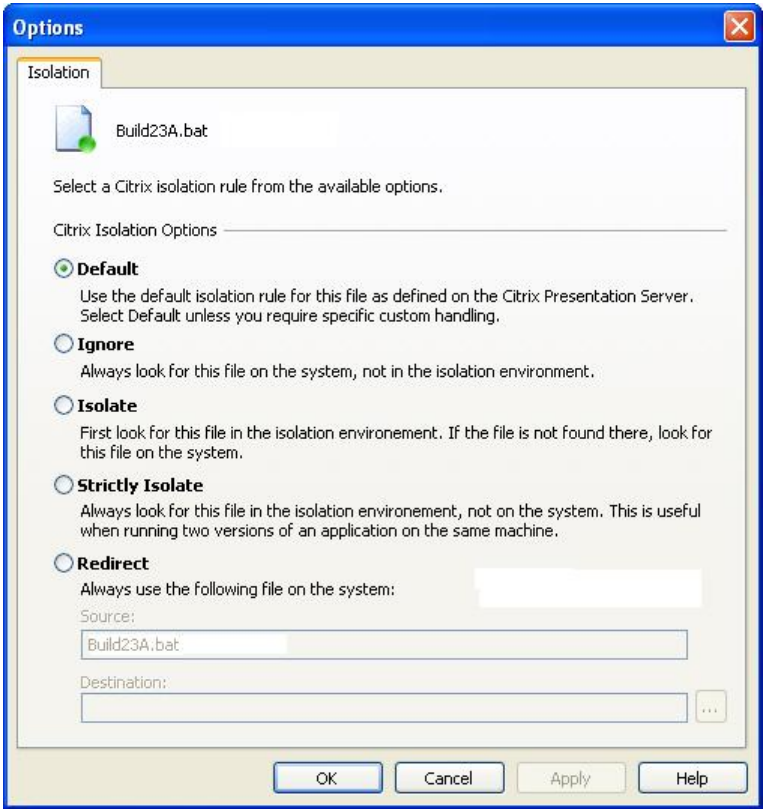 Options
Isolation
Build23A.bat
Select a Citrix isolation rule from the available options.
Citrix Isolation Options
Default
Use the default isolation rule for this file as defined on the Citrix Presentation Server.
Select Default unless you require specific custom handling.
Ignore
Always look for this file on the system, not in the isolation environment.
Isolate
First look for this file in the isolation environement. If the file is not found there, look for
this file on the system.
Strictly Isolate
Always look for this file in the isolation environement, not on the system. This is useful
when running two versions of an application on the same machine.
Redirect
Always use the following file on the system:
Source:
Build23A.bat
Destination:
...
OK Cancel Apply Help